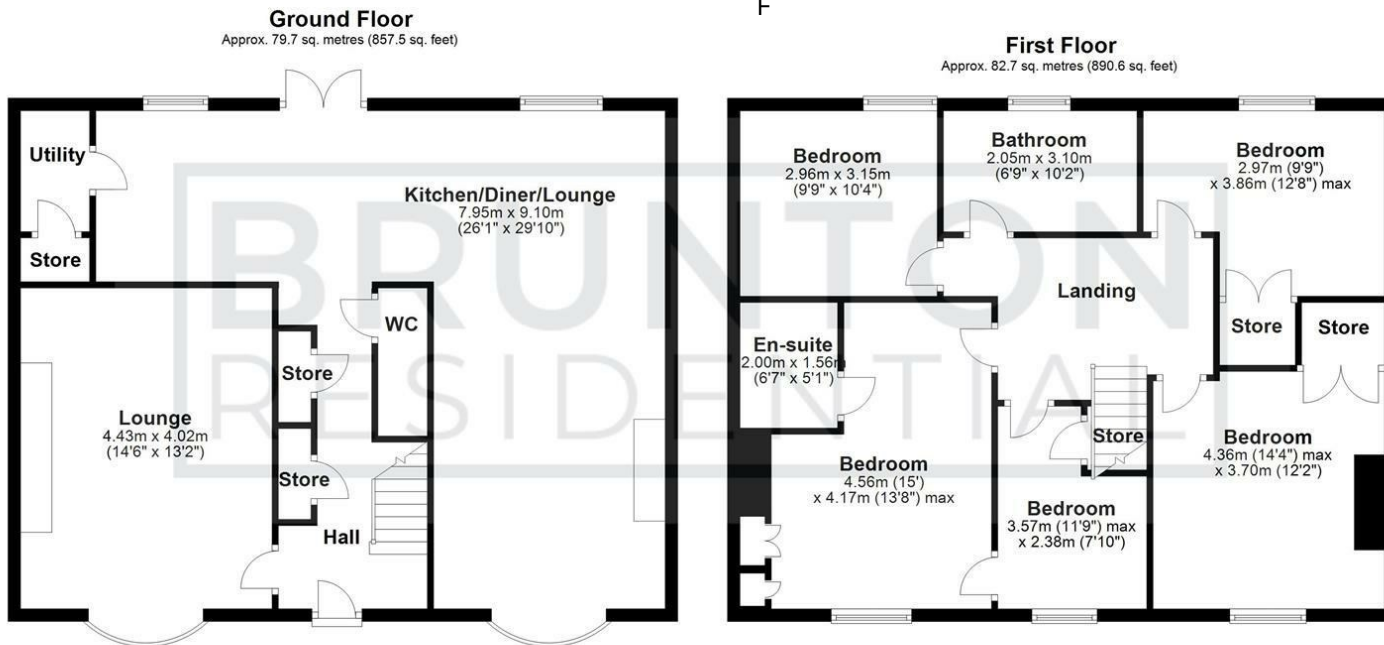 F
Ground Floor
Approx. 79.7 sq. metres (857.5 sq. feet)
Utility
Store
Kitchen/Diner/Lounge
7.95m x 9.10m
(26'1" x 29'10")
WC
Store
Lounge
4.43m x 4.02m
(14'6" x 13'2")
Store
Hall
First Floor
Approx. 82.7 sq. metres (890.6 sq. feet)
Bedroom
2.96m x 3.15m
(9'9" x 10'4")
Bathroom
2.05m x 3.10m
(6'9" x 10'2")
Bedroom
2.97m (9'9")
x 3.86m (12'8") max
Landing
Store
Store
En-suite
2.00m x 1.56m
(6'7" x 5'1")
Store
Bedroom
4.56m (15')
x 4.17m (13'8") max
Bedroom
3.57m (11'9") max
x 2.38m (7'10")
Bedroom
4.36m (14'4") max
x 3.70m (12'2")
BRUNTON
RESIDENTIAL